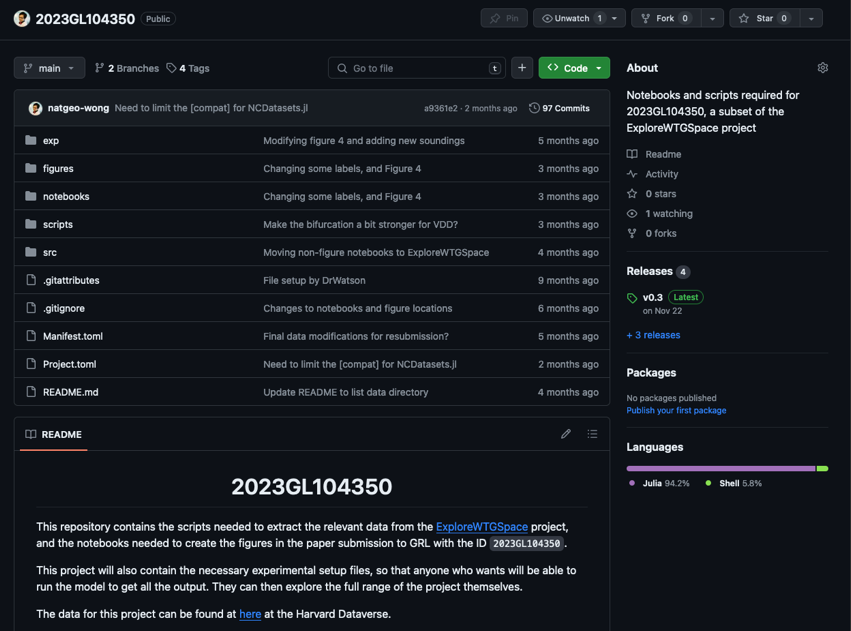 2023GL104350 Public Pin Unwatch 1 Fork 0 Star 0
main 2 Branches 4 Tags Go to file t + Code
natgeo-wong Need to limit the [compat] for NCDatasets.jl a9361e2 · 2 months ago 97 Commits
exp Modifying figure 4 and adding new soundings 5 months ago
figures Changing some labels, and Figure 4 3 months ago
notebooks Changing some labels, and Figure 4 3 months ago
scripts Make the bifurcation a bit stronger for VDD? 3 months ago
src Moving non-figure notebooks to ExploreWTGSpace 4 months ago
.gitattributes File setup by DrWatson 9 months ago
.gitignore Changes to notebooks and figure locations 6 months ago
Manifest.toml Final data modifications for resubmission? 5 months ago
Project.toml Need to limit the [compat] for NCDatasets.jl 2 months ago
README.md Update README to list data directory 4 months ago
README
2023GL104350
This repository contains the scripts needed to extract the relevant data from the ExploreWTGSpace project,
and the notebooks needed to create the figures in the paper submission to GRL with the ID 2023GL104350.
This project will also contain the necessary experimental setup files, so that anyone who wants will be able to
run the model to get all the output. They can then explore the full range of the project themselves.
The data for this project can be found at here at the Harvard Dataverse.
About
Notebooks and scripts required for
2023GL104350, a subset of the
ExploreWTGSpace project
Readme
Activity
0 stars
1 watching
0 forks
Releases 4
v0.3 Latest
on Nov 22
+ 3 releases
Packages
No packages published
Publish your first package
Languages
Julia 94.2% Shell 5.8%